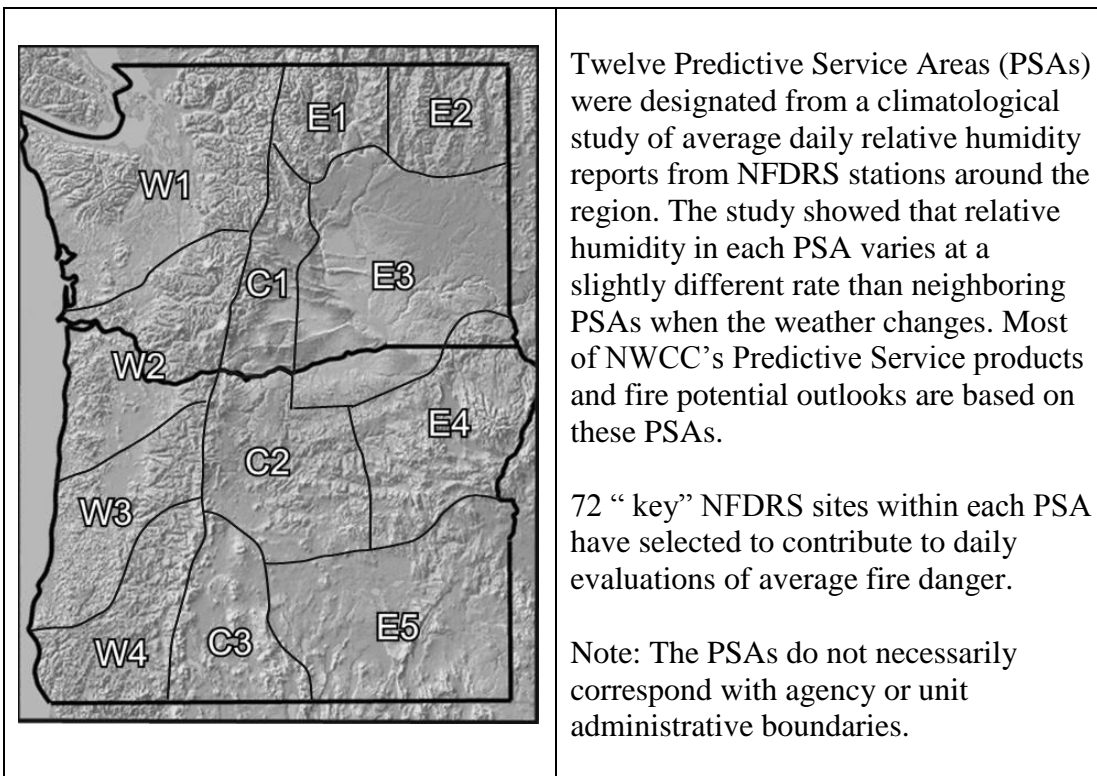 E1
E2
W1
C1
E3
W2
E4
C2
W3
E5
C3
W4
Twelve Predictive Service Areas (PSAs)
were designated from a climatological
study of average daily relative humidity
reports from NFDRS stations around the
region. The study showed that relative
humidity in each PSA varies at a
slightly different rate than neighboring
PSAs when the weather changes. Most
of NWCC’s Predictive Service products
and fire potential outlooks are based on
these PSAs.
72 “ key” NFDRS sites within each PSA
have selected to contribute to daily
evaluations of average fire danger.
Note: The PSAs do not necessarily
correspond with agency or unit
administrative boundaries.